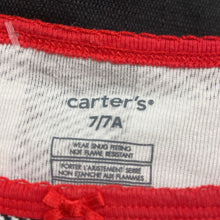 carter's®
7/7A
WEAR SNUG FITTING
NOT FLAME RESISTANT
PORTER L'AJUSTEMENT SERRÉ
NON ÉTANCHE AUX FLAMMES